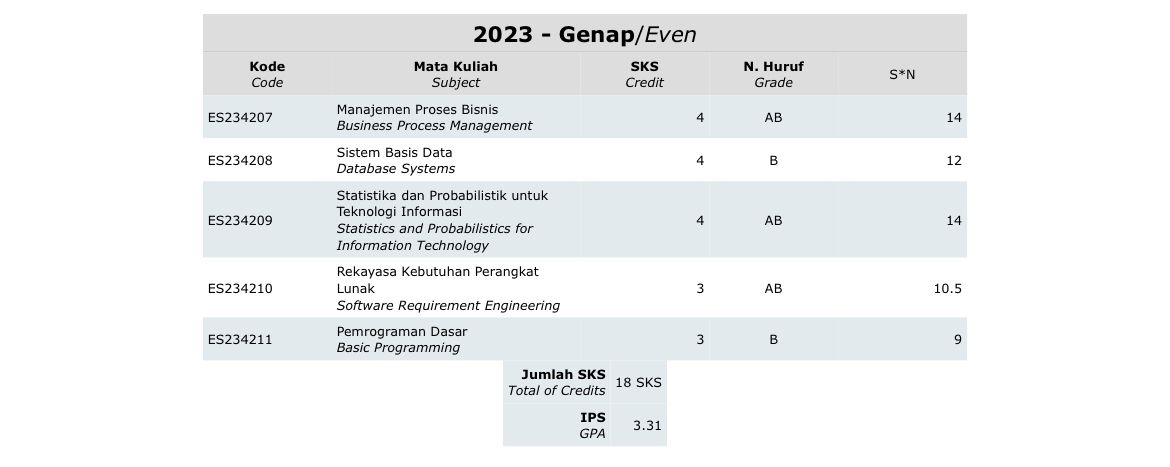 2023 – Genap/Even
Kode
Code
Mata Kuliah
Subject
SKS
Credit
N. Huruf
Grade
S*N
ES234207
Manajemen Proses Bisnis
Business Process Management
4
AB
14
ES234208
Sistem Basis Data
Database Systems
4
B
12
ES234209
Statistika dan Probabilistik untuk
Teknologi Informasi
Statistics and Probabilistics for
Information Technology
4
AB
14
ES234210
Rekayasa Kebutuhan Perangkat
Lunak
Software Requirement Engineering
3
AB
10.5
ES234211
Pemrograman Dasar
Basic Programming
3
B
9
Jumlah SKS
Total of Credits
18 SKS
IPS
GPA
3.31